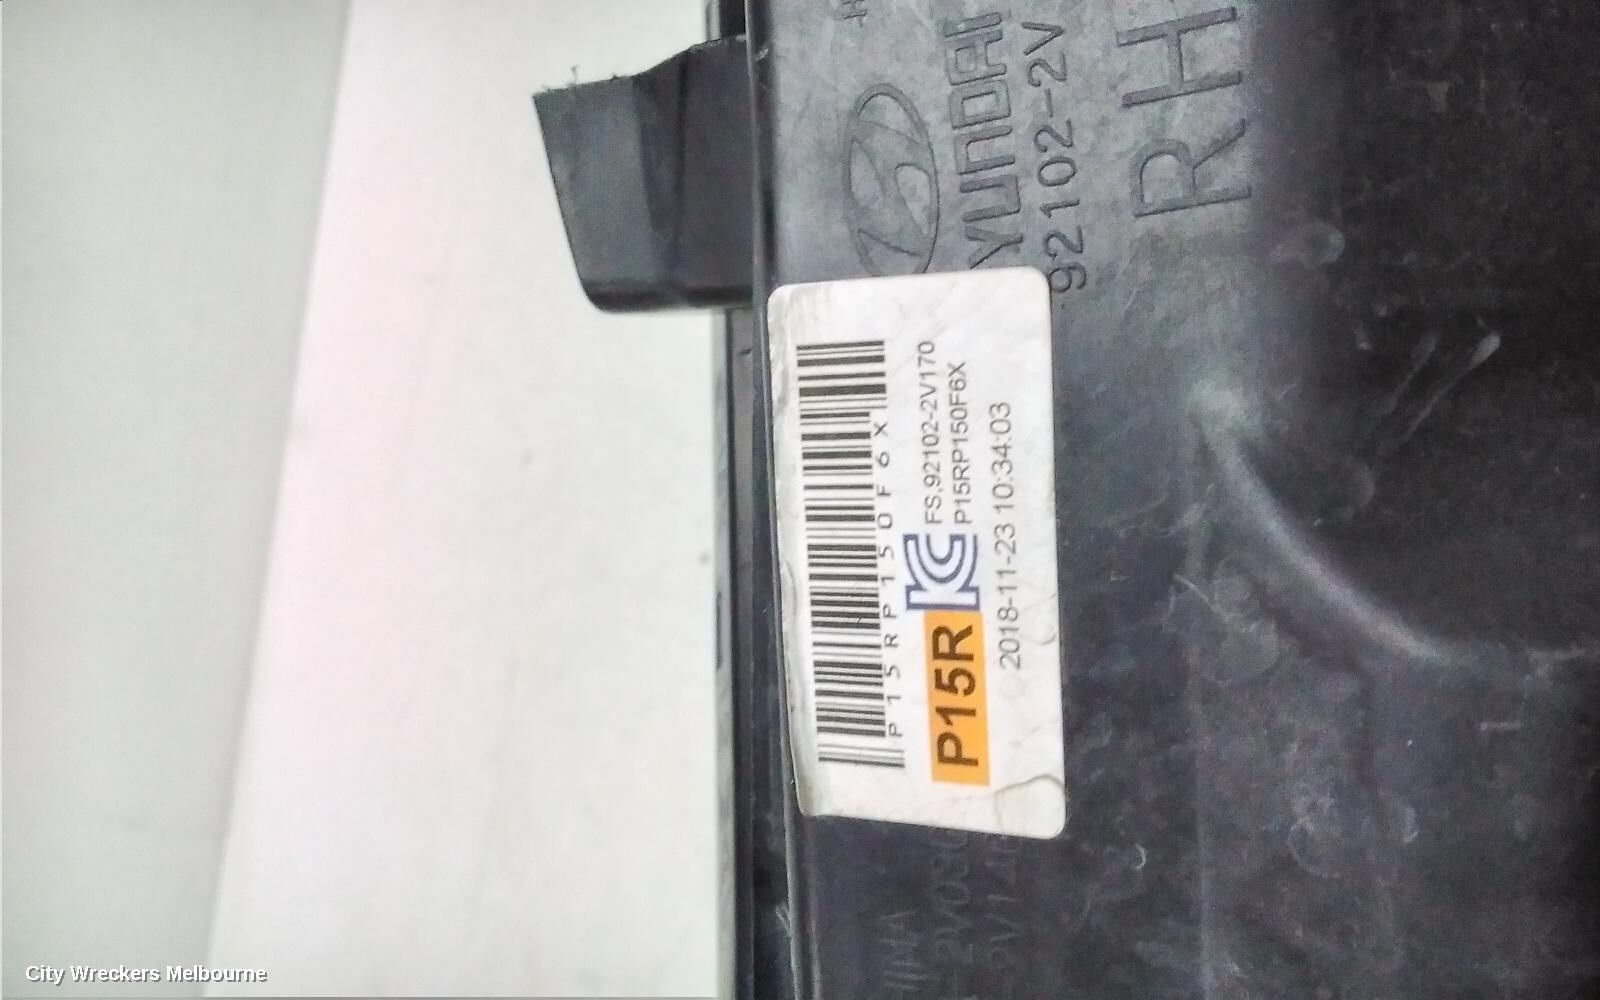 HYUNDAI
92102-2V
RH
P15RP150F6X
FS,92102-2V170
P15RP150F6X
P15R
KC
2018-11-23 10:34:03
City Wreckers Melbourne